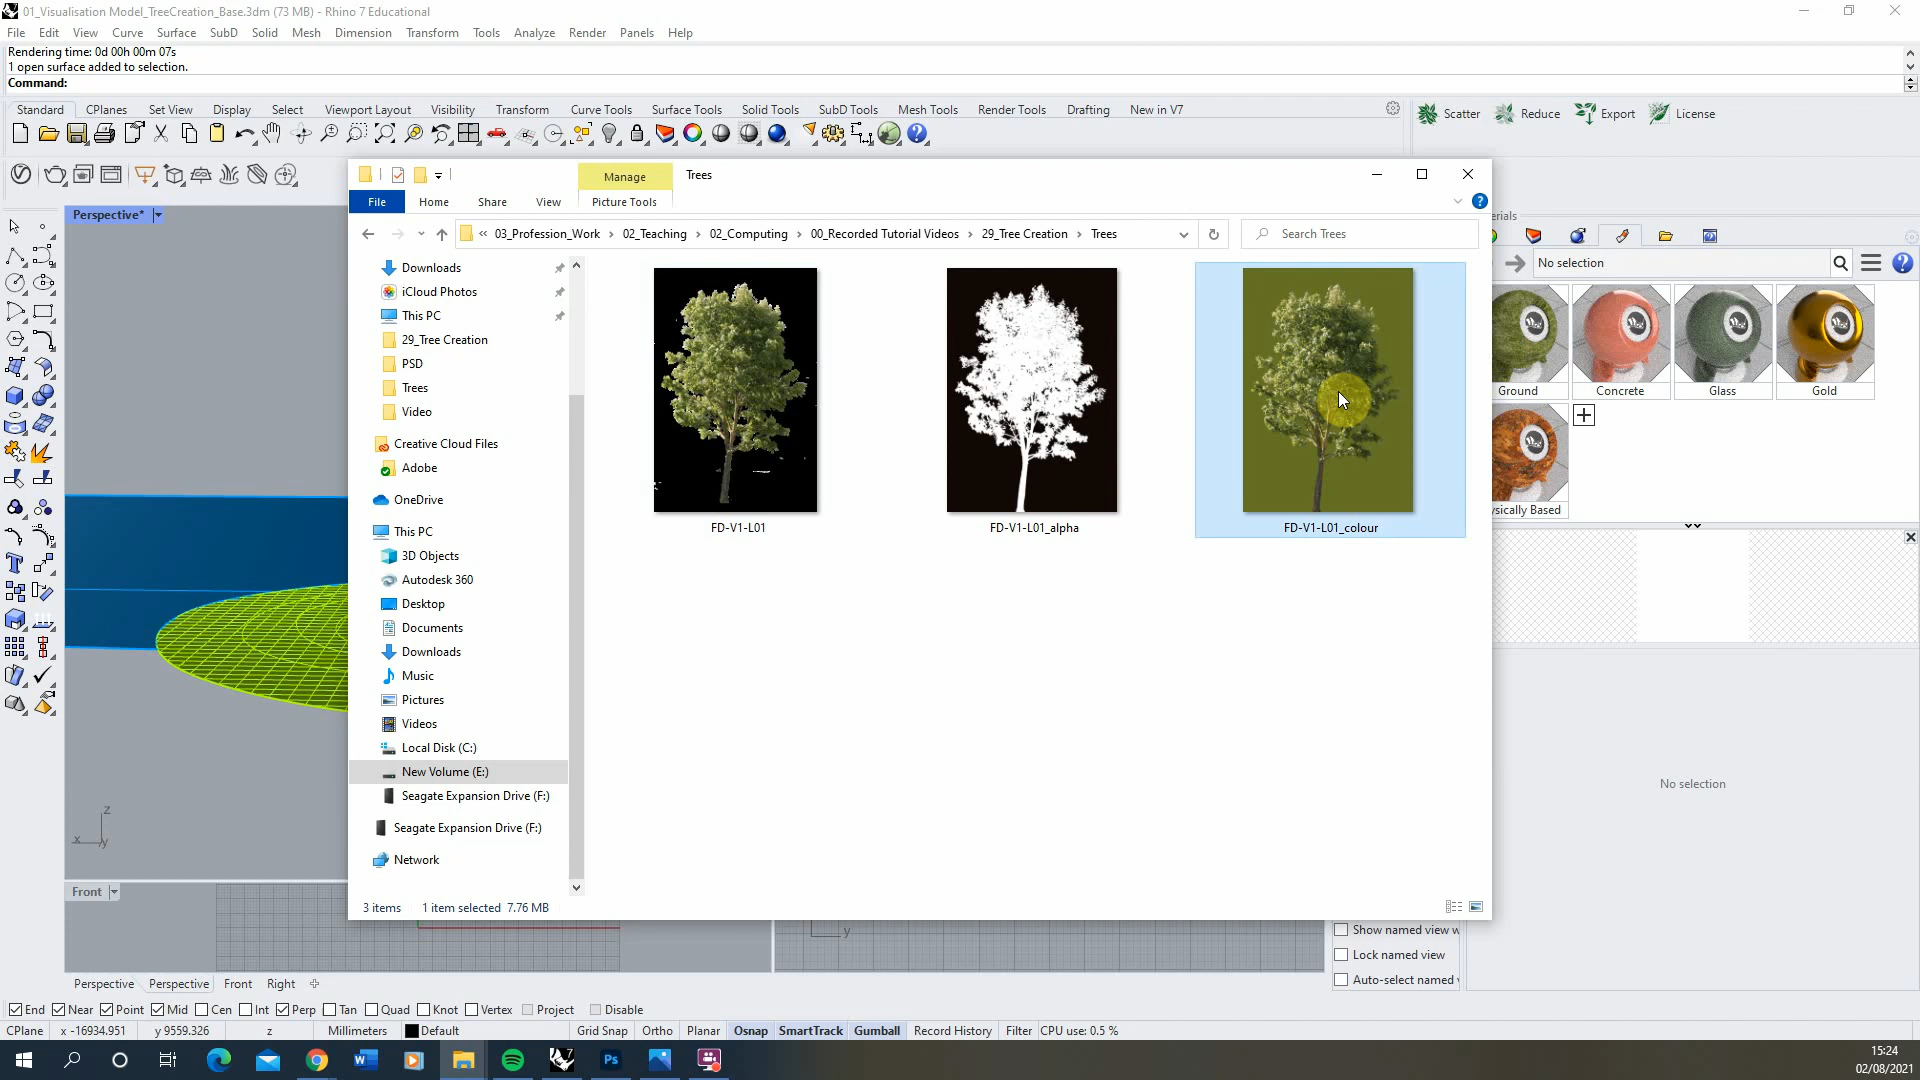 01_Visualisation Model_TreeCreation_Base.3dm (73 MB) - Rhino 7 Educational
File Edit View Curve Surface SubD Solid Mesh Dimension Transform Tools Analyze Render Panels Help
Rendering time: 0d 00h 00m 07s
1 open surface added to selection.
Command:
Standard CPlanes Set View Display Select Viewport Layout Visibility Transform Curve Tools Surface Tools Solid Tools SubD Tools Mesh Tools Render Tools Drafting New in V7
Scatter Reduce Export License
Manage Trees
File Home Share View Picture Tools
Perspective*
« 03_Profession_Work › 02_Teaching › 02_Computing › 00_Recorded Tutorial Videos › 29_Tree Creation › Trees
Search Trees
erials
No selection
Downloads
iCloud Photos
This PC
29_Tree Creation
PSD
Trees
Video
Creative Cloud Files
Adobe
OneDrive
This PC
3D Objects
Autodesk 360
Desktop
Documents
Downloads
Music
Pictures
Videos
Local Disk (C:)
New Volume (E:)
Seagate Expansion Drive (F:)
Seagate Expansion Drive (F:)
Network
FD-V1-L01
FD-V1-L01_alpha
FD-V1-L01_colour
3 items 1 item selected 7.76 MB
Ground Concrete Glass Gold
ysically Based
No selection
z
x y
Front
y
Show named view w
Lock named view
Auto-select named v
Perspective Perspective Front Right
End Near Point Mid Cen Int Perp Tan Quad Knot Vertex Project Disable
CPlane x -16934.951 y 9559.326 z Millimeters Default Grid Snap Ortho Planar Osnap SmartTrack Gumball Record History Filter CPU use: 0.5 %
W Ps
15:24
02/08/2021